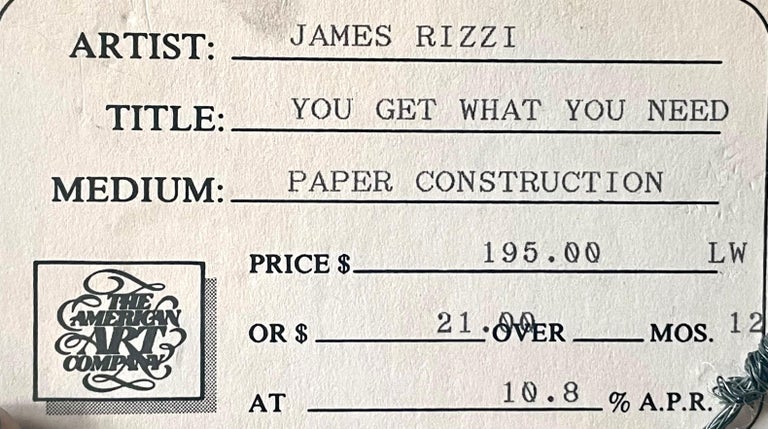 ARTIST: JAMES RIZZI
TITLE: YOU GET WHAT YOU NEED
MEDIUM: PAPER CONSTRUCTION
PRICE $ 195.00 LW
THE
AMERICAN
ART
COMPANY
OR $ 21.00 OVER MOS. 12
AT 10.8 % A.P.R.